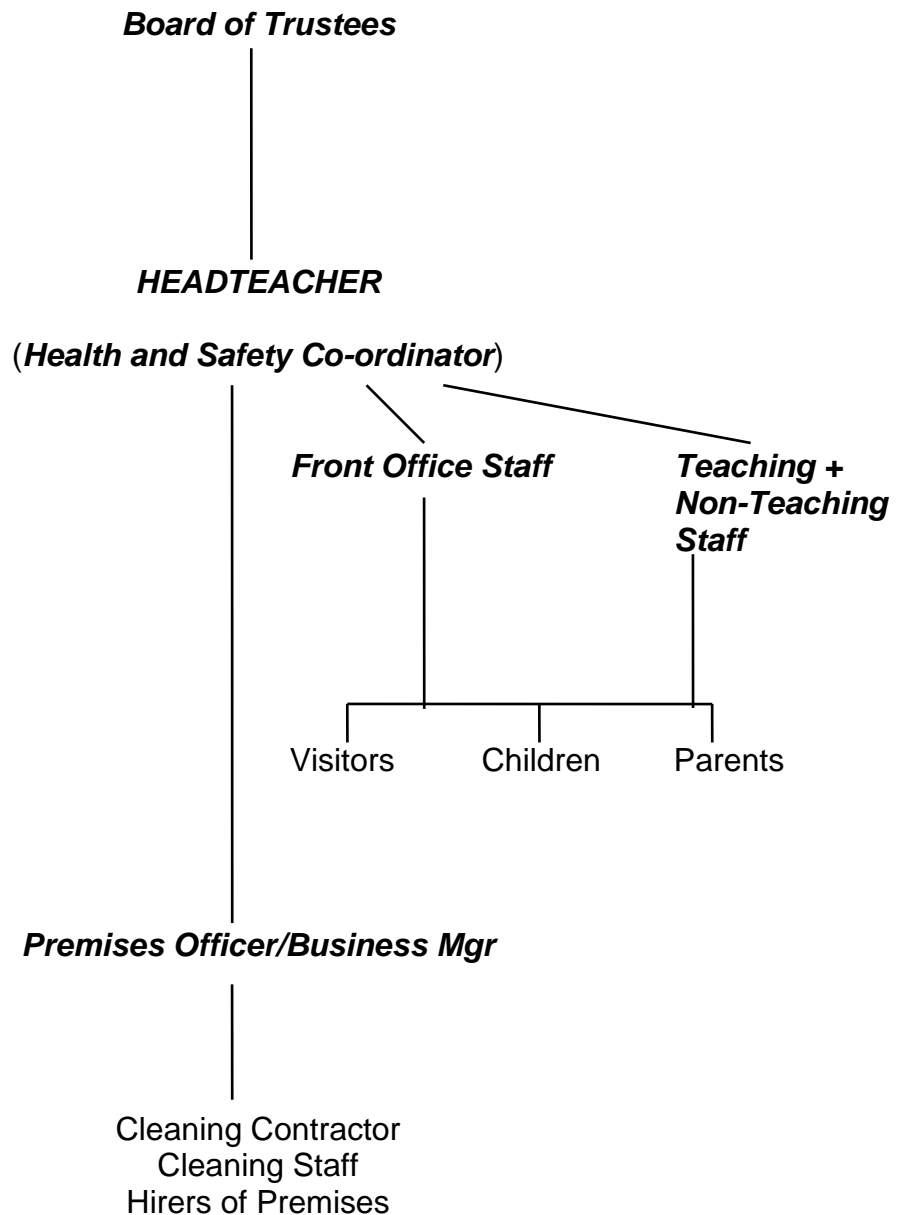 Board of Trustees
HEADTEACHER
(Health and Safety Co-ordinator)
Front Office Staff
Teaching +
Non-Teaching
Staff
Visitors
Children
Parents
Premises Officer/Business Mgr
Cleaning Contractor
Cleaning Staff
Hirers of Premises